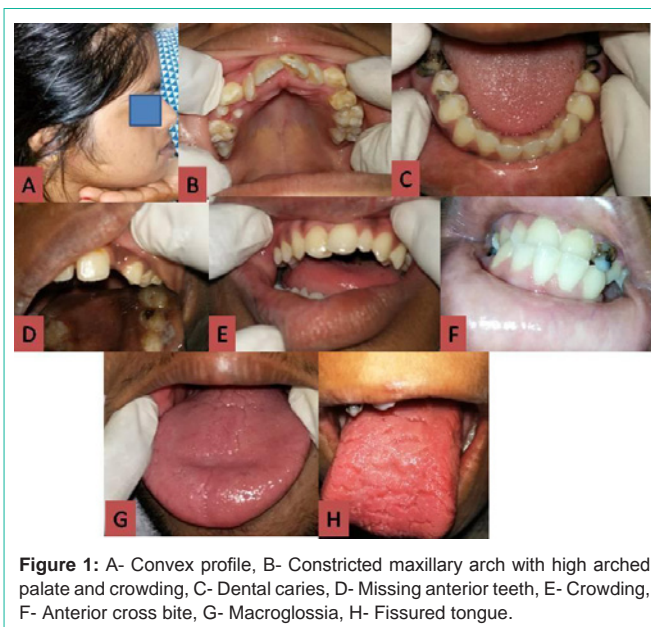 A
B
C
D
E
F
G
H
Figure 1: A- Convex profile, B- Constricted maxillary arch with high arched
palate and crowding, C- Dental caries, D- Missing anterior teeth, E- Crowding,
F- Anterior cross bite, G- Macroglossia, H- Fissured tongue.